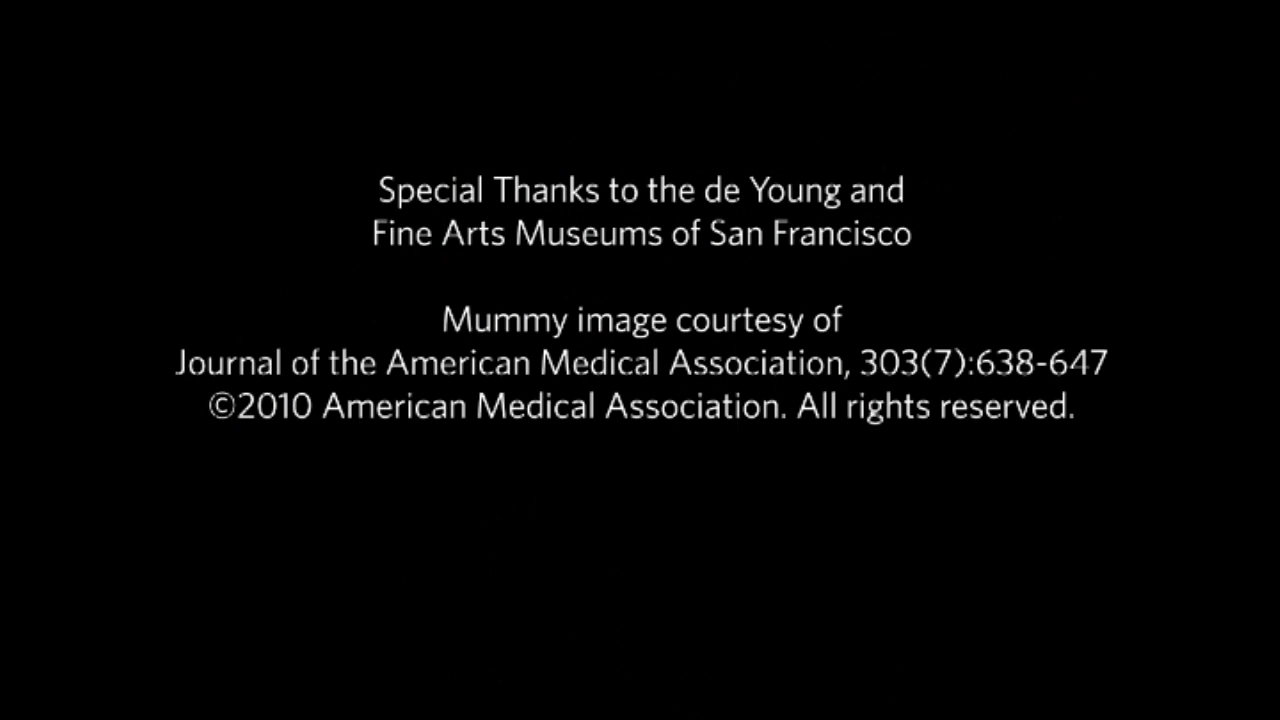 Special Thanks to the de Young and
Fine Arts Museums of San Francisco
Mummy image courtesy of
Journal of the American Medical Association, 303(7):638-647
©2010 American Medical Association. All rights reserved.